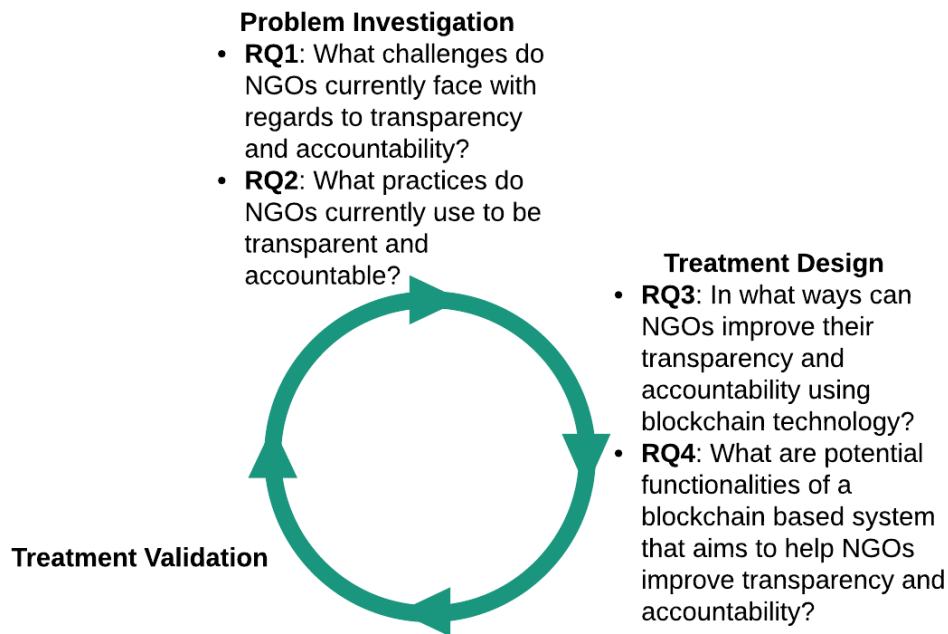 Problem Investigation
• RQ1: What challenges do
NGOs currently face with
regards to transparency
and accountability?
• RQ2: What practices do
NGOs currently use to be
transparent and
accountable?
Treatment Design
• RQ3: In what ways can
NGOs improve their
transparency and
accountability using
blockchain technology?
• RQ4: What are potential
functionalities of a
blockchain based system
that aims to help NGOs
improve transparency and
accountability?
Treatment Validation